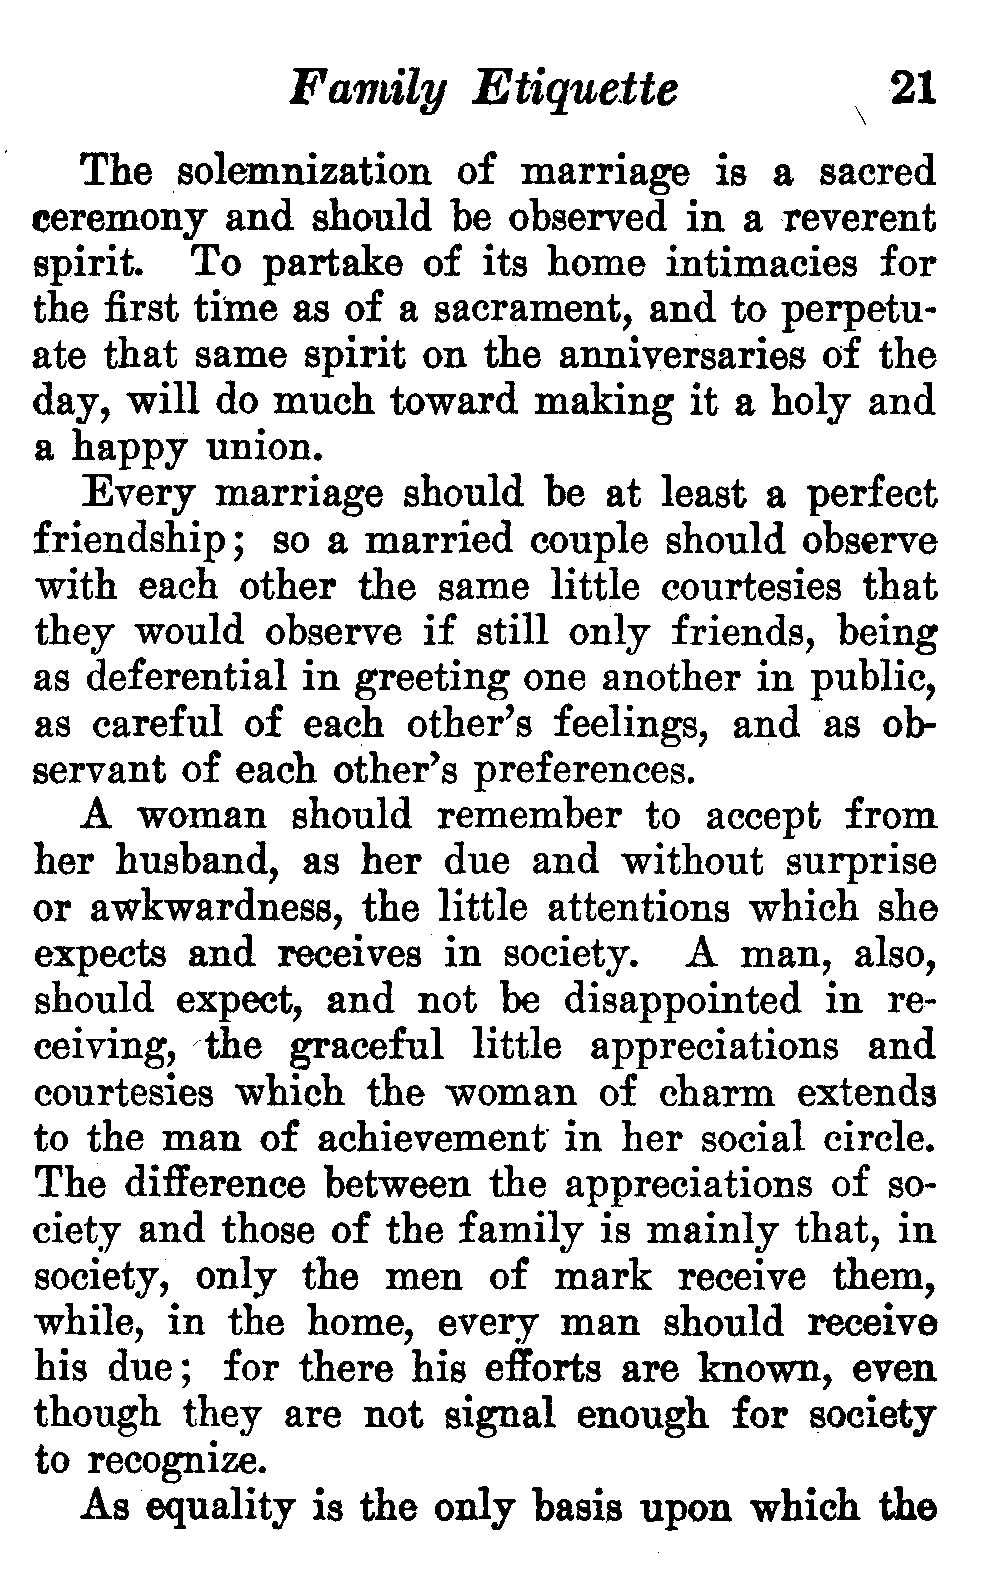 Family Etiquette 21
The solemnization of marriage is a sacred
ceremony and should be observed in a reverent
spirit. To partake of its home intimacies for
the first time as of a sacrament, and to perpetu-
ate that same spirit on the anniversaries of the
day, will do much toward making it a holy and
a happy union.
Every marriage should be at least a perfect
friendship; so a married couple should observe
with each other the same little courtesies that
they would observe if still only friends, being
as deferential in greeting one another in public,
as careful of each other's feelings, and as ob-
servant of each other's preferences.
A woman should remember to accept from
her husband, as her due and without surprise
or awkwardness, the little attentions which she
expects and receives in society. A man, also,
should expect, and not be disappointed in re-
ceiving, the graceful little appreciations and
courtesies which the woman of charm extends
to the man of achievement in her social circle.
The difference between the appreciations of so-
ciety and those of the family is mainly that, in
society, only the men of mark receive them,
while, in the home, every man should receive
his due; for there his efforts are known, even
though they are not signal enough for society
to recognize.
As equality is the only basis upon which the